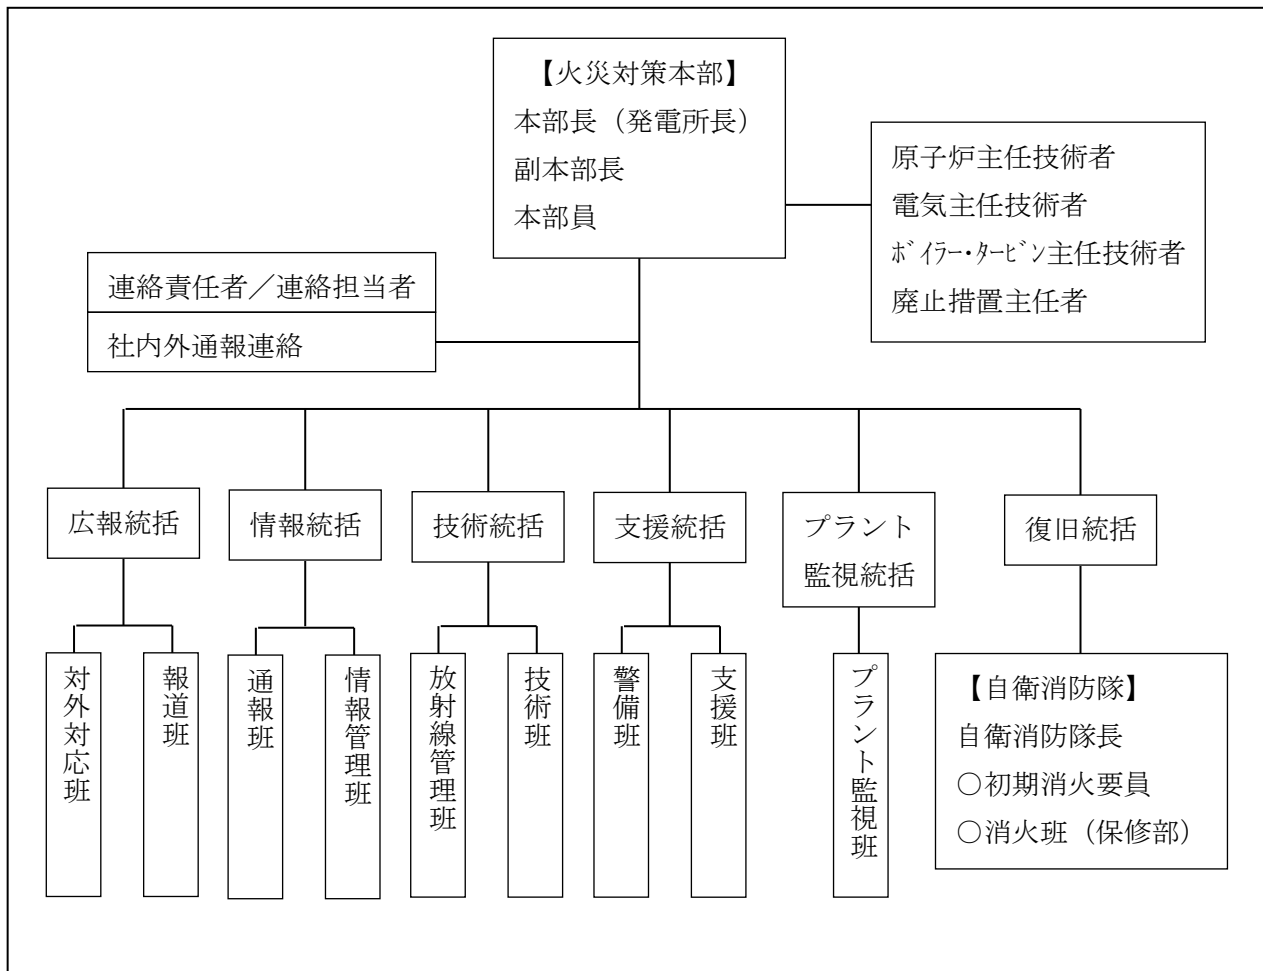 【火災対策本部】
本部長（発電所長）
副本部長
本部員
原子炉主任技術者
電気主任技術者
ﾎﾞｲﾗｰ・ﾀｰﾋﾞﾝ主任技術者
廃止措置主任者
連絡責任者／連絡担当者
社内外通報連絡
広報統括
情報統括
技術統括
支援統括
プラント
監視統括
復旧統括
対外対応班
報道班
通報班
情報管理班
放射線管理班
技術班
警備班
支援班
プラント監視班
【自衛消防隊】
自衛消防隊長
○初期消火要員
○消火班（保修部）